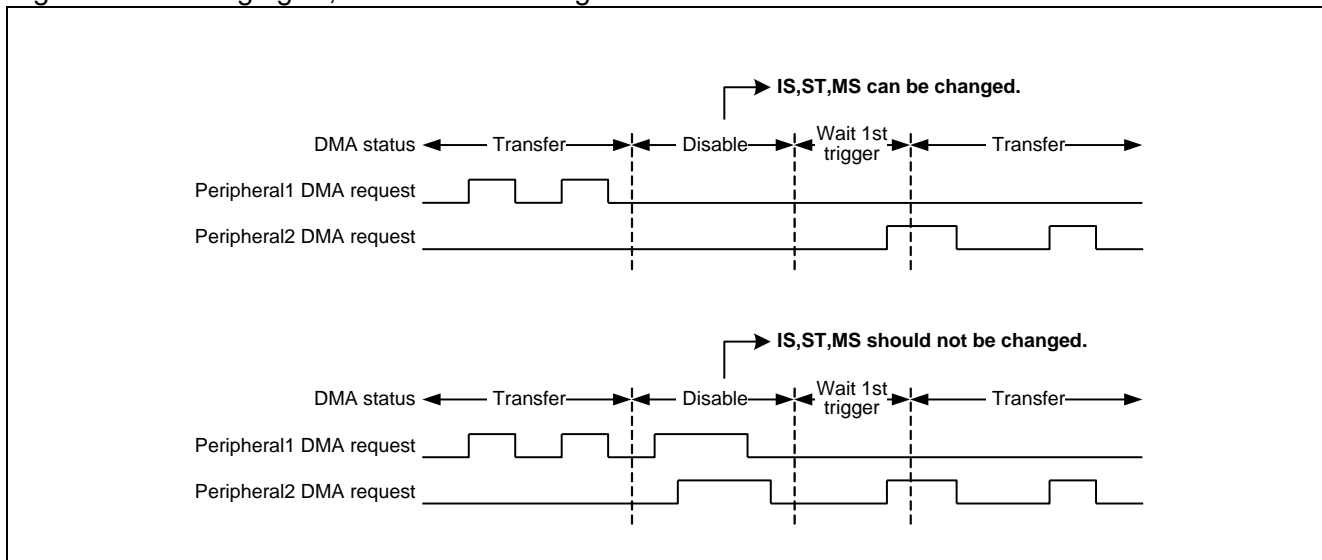 IS,ST,MS can be changed.
DMA status Transfer Disable Wait 1st trigger Transfer
Peripheral1 DMA request
Peripheral2 DMA request
IS,ST,MS should not be changed.
DMA status Transfer Disable Wait 1st trigger Transfer
Peripheral1 DMA request
Peripheral2 DMA request